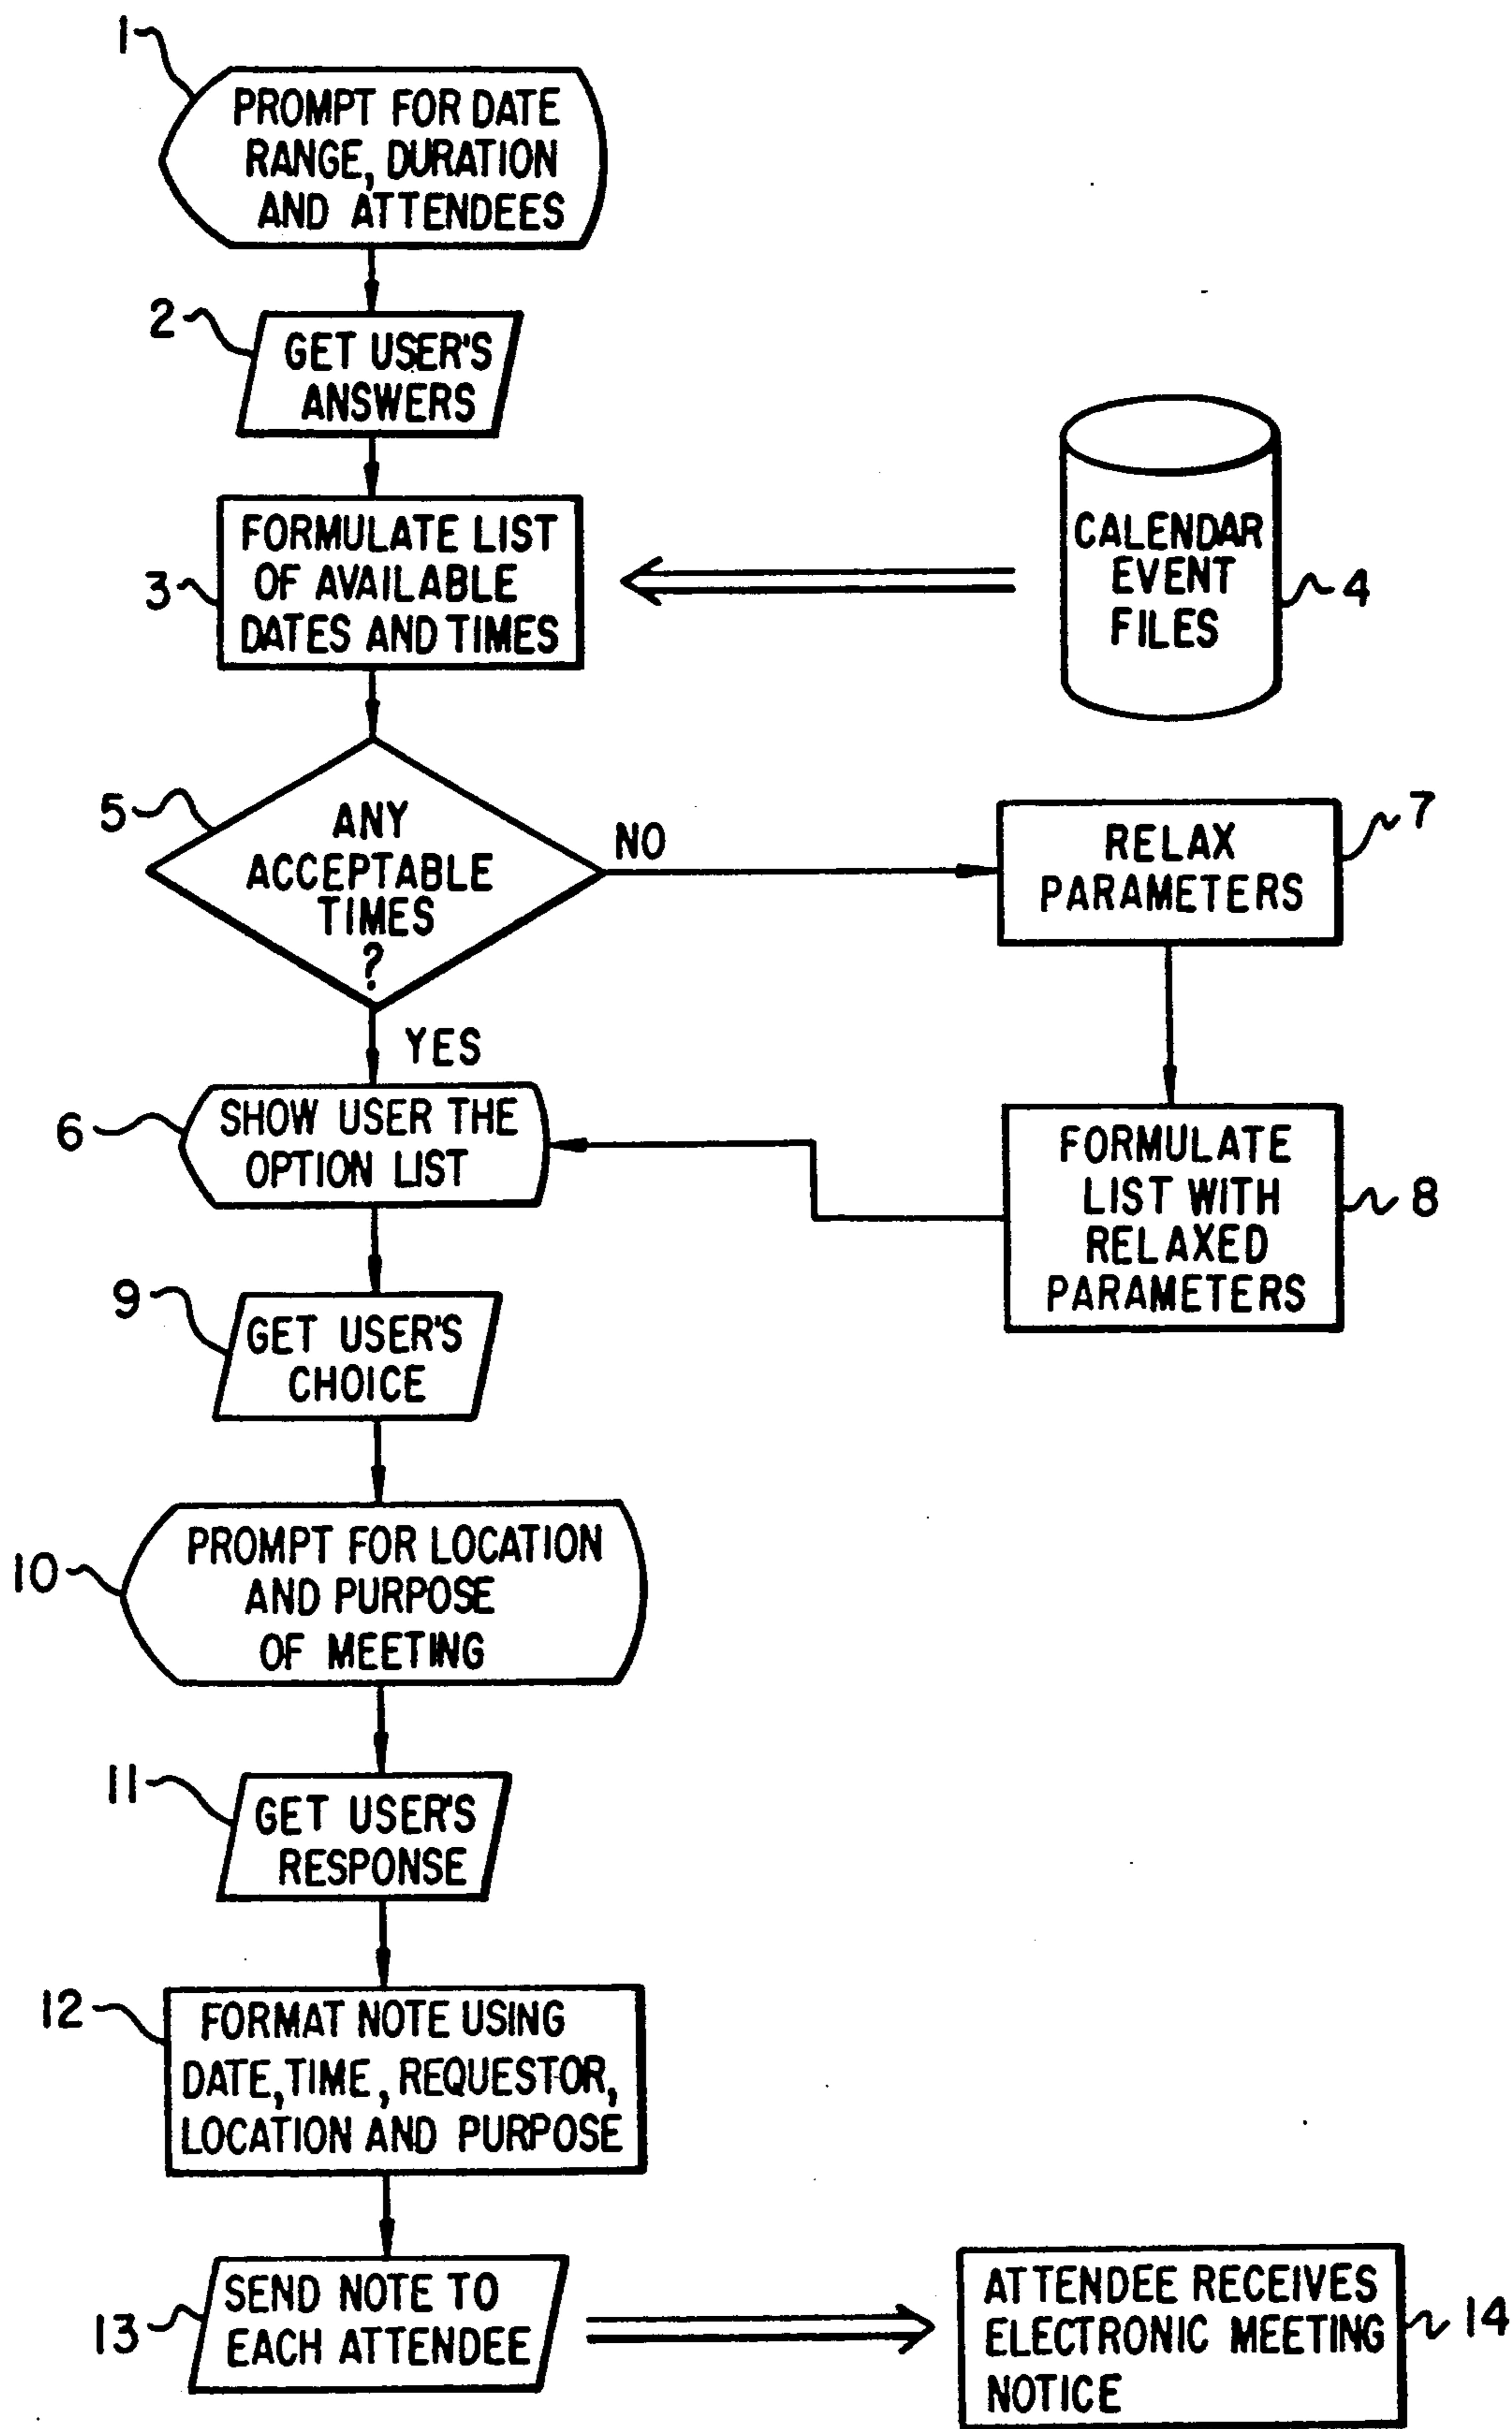 1
PROMPT FOR DATE
RANGE, DURATION
AND ATTENDEES
2
GET USER'S
ANSWERS
3
FORMULATE LIST
OF AVAILABLE
DATES AND TIMES
CALENDAR
EVENT
FILES
4
5
ANY
ACCEPTABLE
TIMES
?
NO
YES
RELAX
PARAMETERS
7
6
SHOW USER THE
OPTION LIST
FORMULATE
LIST WITH
RELAXED
PARAMETERS
8
9
GET USER'S
CHOICE
10
PROMPT FOR LOCATION
AND PURPOSE
OF MEETING
11
GET USER'S
RESPONSE
12
FORMAT NOTE USING
DATE, TIME, REQUESTOR,
LOCATION AND PURPOSE
13
SEND NOTE TO
EACH ATTENDEE
ATTENDEE RECEIVES
ELECTRONIC MEETING
NOTICE
14